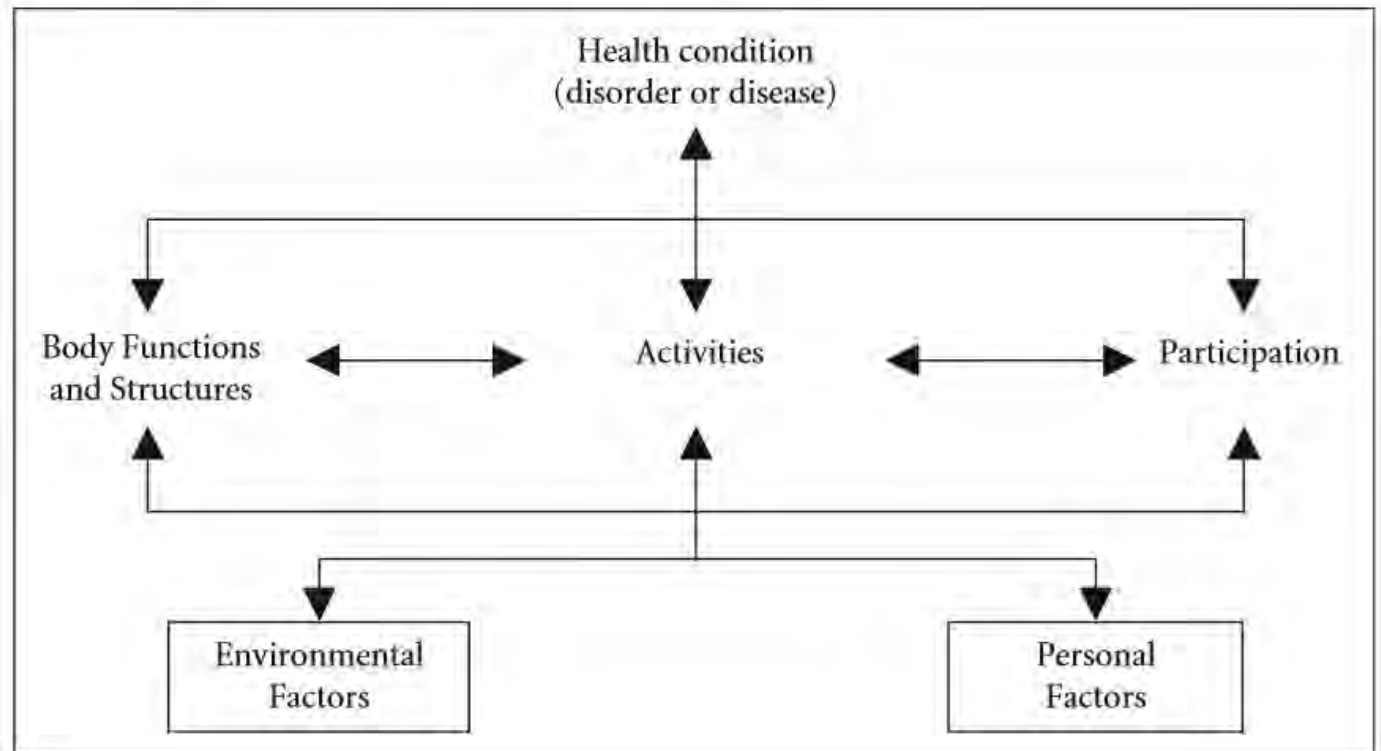 Health condition
(disorder or disease)
Body Functions
and Structures
Activities
Participation
Environmental
Factors
Personal
Factors